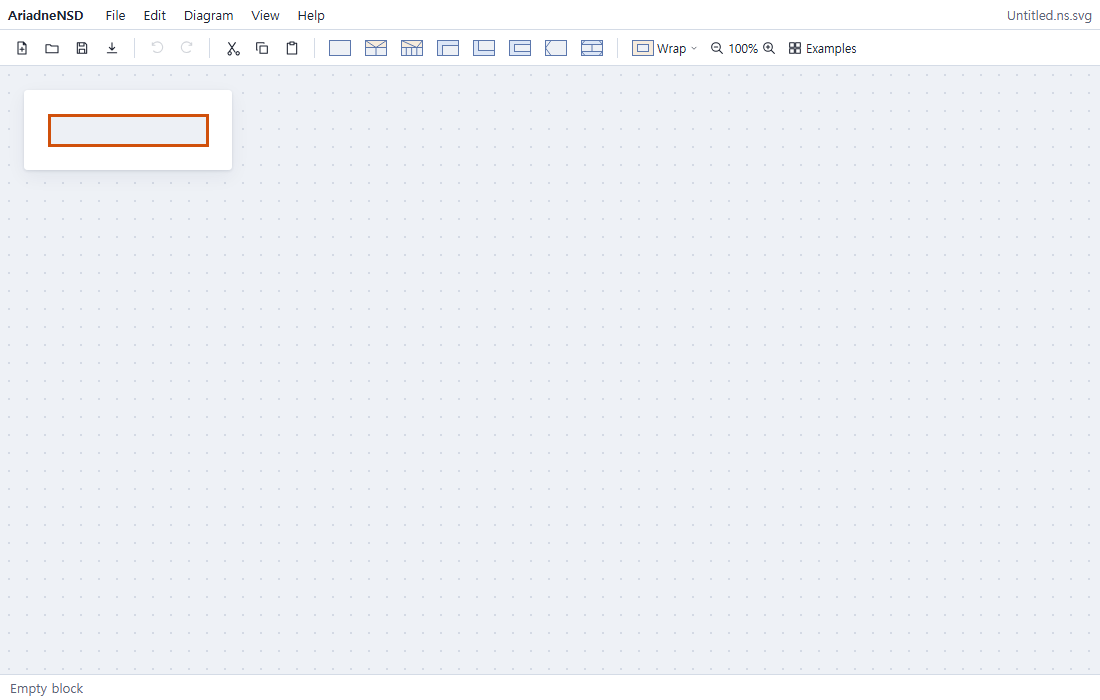 AriadneNSD File Edit Diagram View Help Untitled.ns.svg
Wrap 100% Examples
Empty block